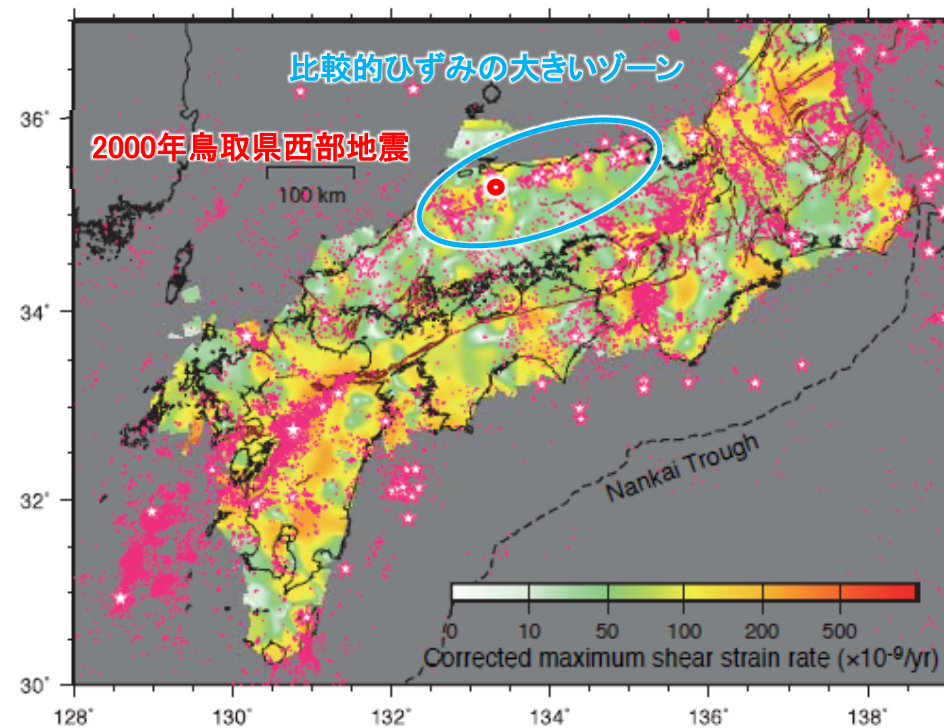 比較的ひずみの大きいゾーン
36˚
2000年鳥取県西部地震
100 km
34˚
Nankai Trough
32˚
0 10 50 100 200 500
Corrected maximum shear strain rate (×10-9/yr)
30˚
128˚ 130˚ 132˚ 134˚ 136˚ 138˚